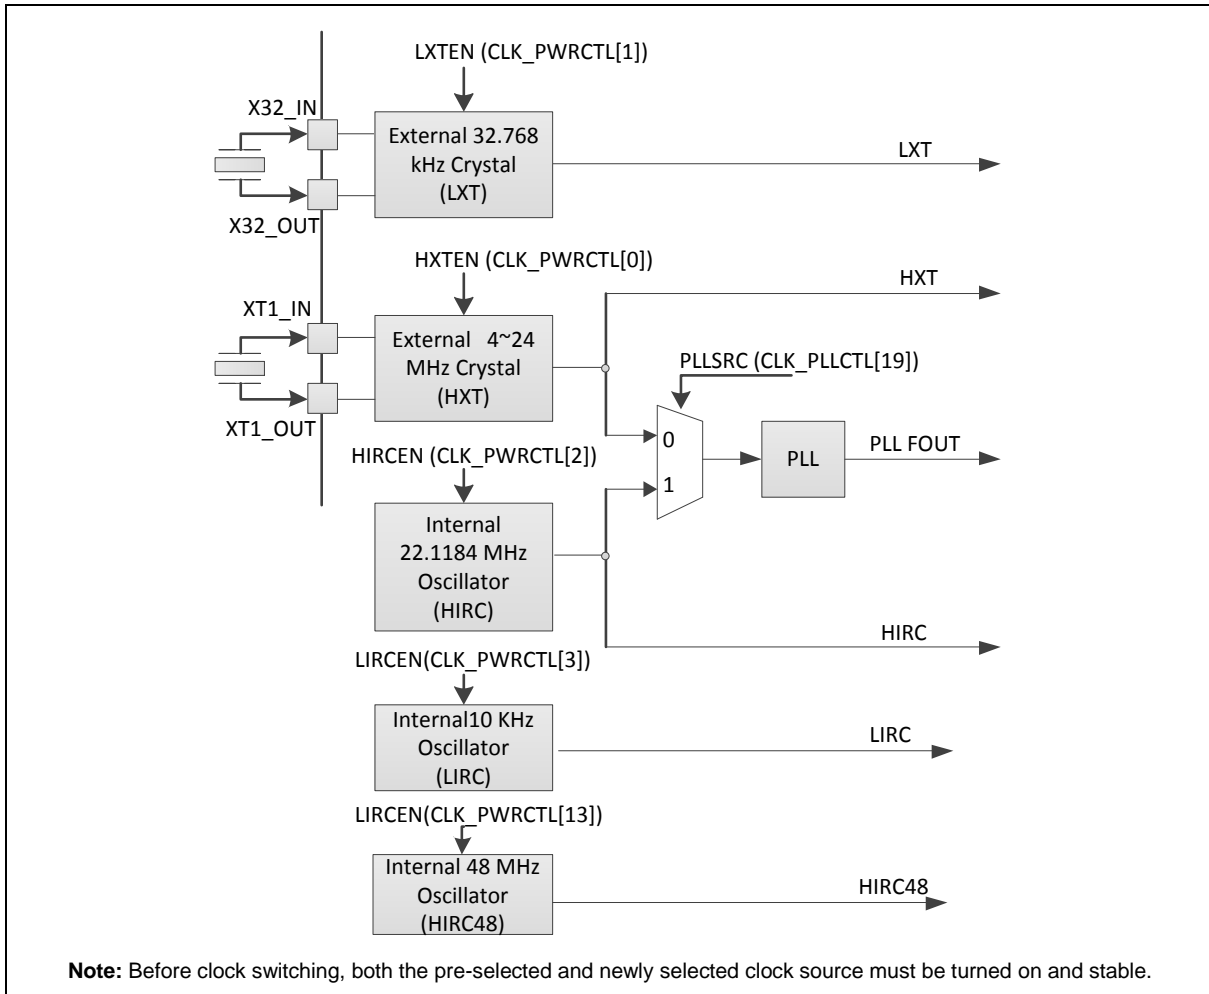 LXTEN (CLK_PWRCTL[1])
X32_IN
External 32.768
kHz Crystal
(LXT)
LXT
X32_OUT
HXTEN (CLK_PWRCTL[0])
HXT
XT1_IN
External 4~24
MHz Crystal
(HXT)
PLLSRC (CLK_PLLCTL[19])
XT1_OUT
0
1
PLL
PLL FOUT
HIRCEN (CLK_PWRCTL[2])
Internal
22.1184 MHz
Oscillator
(HIRC)
HIRC
LIRCEN(CLK_PWRCTL[3])
Internal10 KHz
Oscillator
(LIRC)
LIRC
LIRCEN(CLK_PWRCTL[13])
Internal 48 MHz
Oscillator
(HIRC48)
HIRC48
Note: Before clock switching, both the pre-selected and newly selected clock source must be turned on and stable.